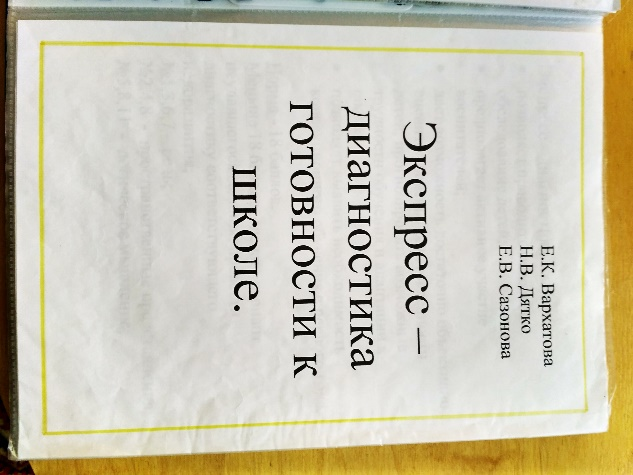 Е.К. Вархатова
Н.В. Дятко
Е.В. Сазонова
Экспресс –
диагностика
готовности к
школе.